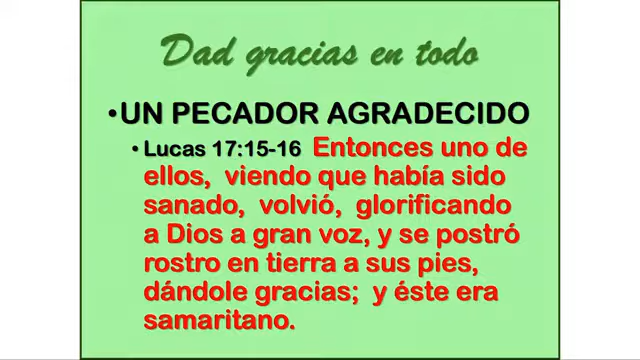 Dad gracias en todo
•UN PECADOR AGRADECIDO
• Lucas 17:15-16 Entonces uno de
ellos, viendo que había sido
sanado, volvió, glorificando
a Dios a gran voz, y se postró
rostro en tierra a sus pies,
dándole gracias; y éste era
samaritano.